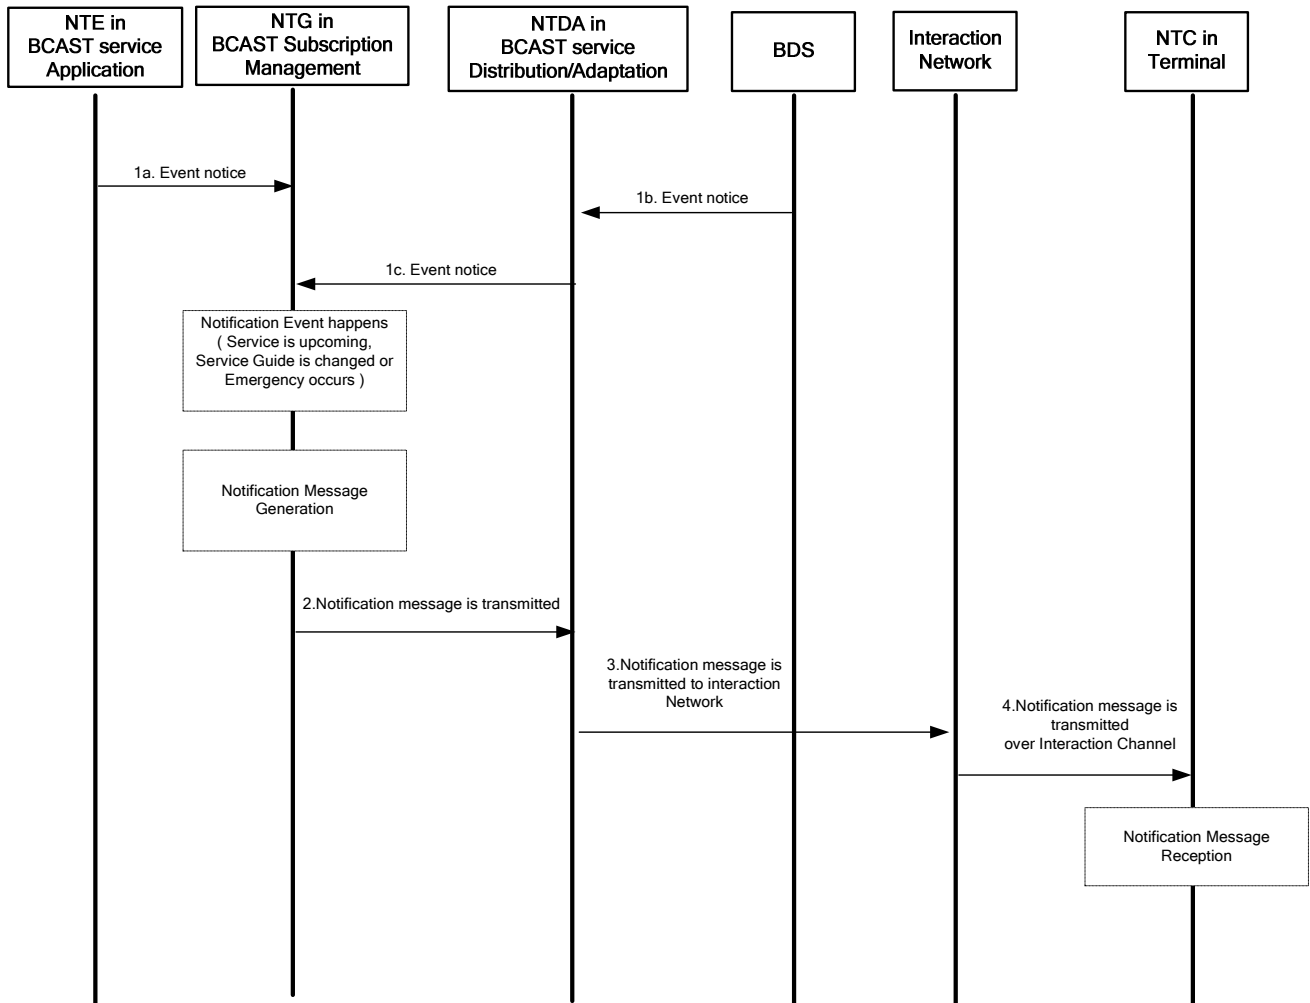 NTE in
BCAST service
Application
NTG in
BCAST Subscription
Management
NTDA in
BCAST service
Distribution/Adaptation
BDS
Interaction
Network
NTC in
Terminal
1a. Event notice
1b. Event notice
1c. Event notice
Notification Event happens
( Service is upcoming,
Service Guide is changed or
Emergency occurs )
Notification Message
Generation
2.Notification message is transmitted
3.Notification message is
transmitted to interaction
Network
4.Notification message is
transmitted
over Interaction Channel
Notification Message
Reception